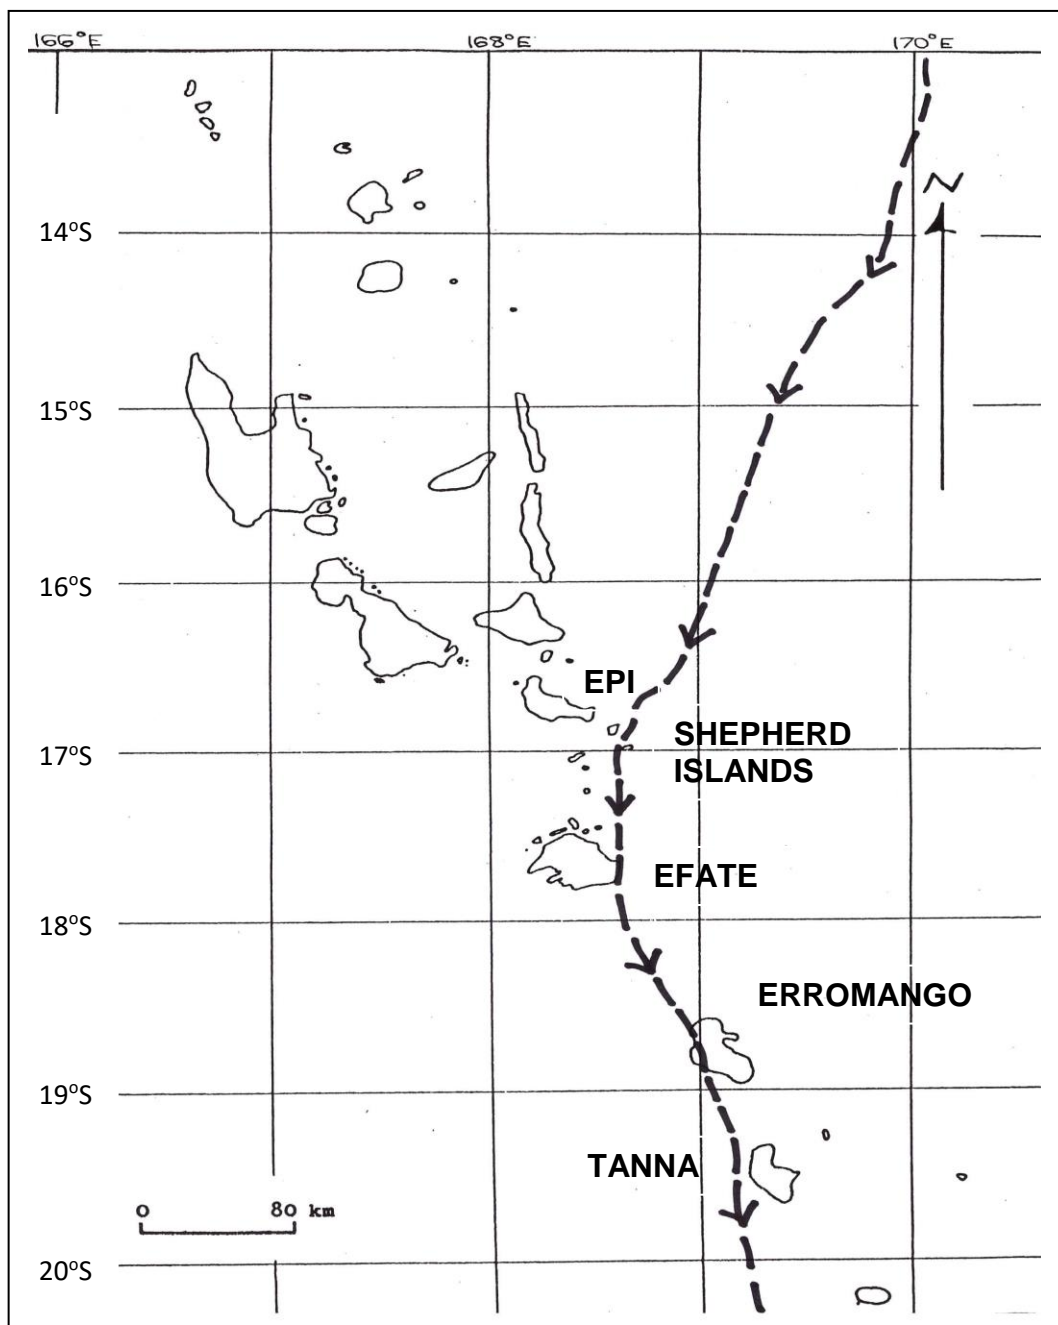 166°E 168°E 170°E
N
14°S
15°S
16°S
EPI
SHEPHERD
ISLANDS
17°S
EFATE
18°S
ERROMANGO
19°S
TANNA
0 80 km
20°S